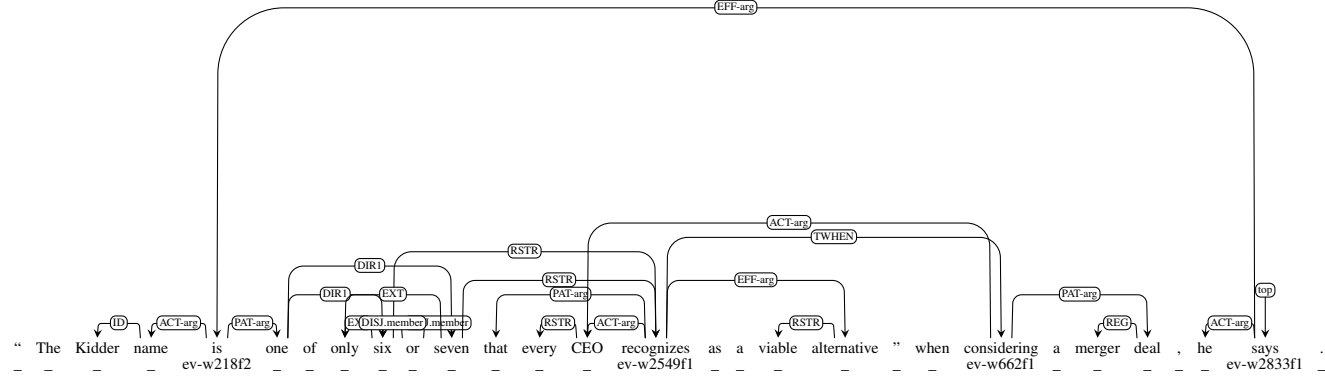 EFF-arg
ACT-arg
TWHEN
RSTR
DIR1 RSTR EFF-arg top
DIR1 EXT PAT-arg PAT-arg
ID ACT-arg PAT-arg DISJ.member J.member RSTR ACT-arg RSTR REG ACT-arg
“ The Kidder name is one of only six or seven that every CEO recognizes as a viable alternative ” when considering a merger deal , he says .
_ _ _ _ ev-w218f2 _ _ _ _ _ _ _ _ _ ev-w2549f1 _ _ _ _ _ _ ev-w662f1 _ _ _ _ _ ev-w2833f1 _